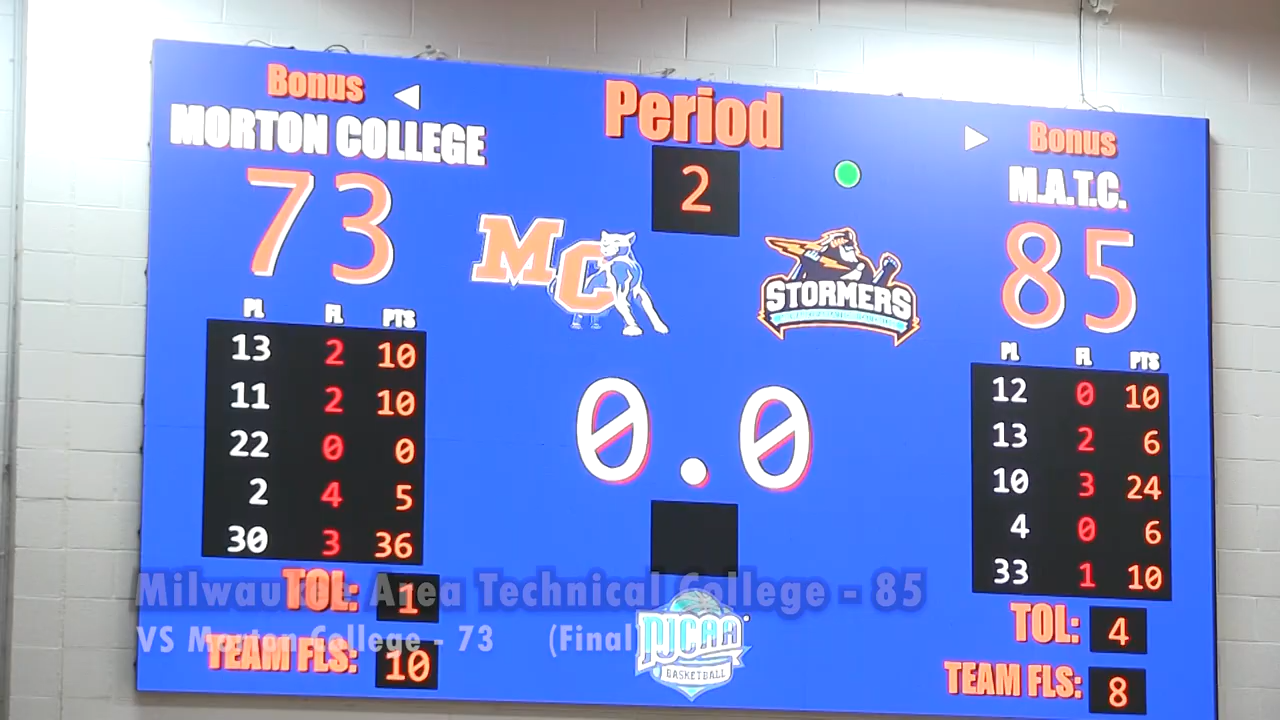 Bonus
MORTON COLLEGE
73
PL FL PTS
13 2 10
11 2 10
22 0 0
2 4 5
30 3 36
TOL: 1
TEAM FLS: 10
Period
2
MC
STORMERS
0.0
NJCAA
BASKETBALL
Bonus
M.A.T.C.
85
PL FL PTS
12 0 10
13 2 6
10 3 24
4 0 6
33 1 10
TOL: 4
TEAM FLS: 8
Milwaukee Area Technical College - 85
VS Morton College - 73 (Final)